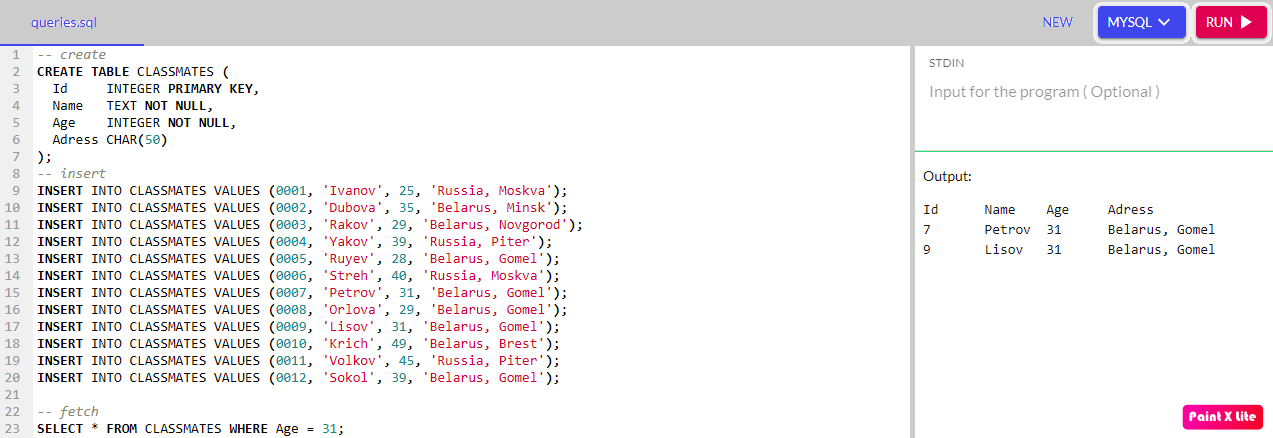 queries.sql NEW MYSQL RUN
1 -- create
2 CREATE TABLE CLASSMATES (
3 Id INTEGER PRIMARY KEY,
4 Name TEXT NOT NULL,
5 Age INTEGER NOT NULL,
6 Adress CHAR(50)
7 );
8 -- insert
9 INSERT INTO CLASSMATES VALUES (0001, 'Ivanov', 25, 'Russia, Moskva');
10 INSERT INTO CLASSMATES VALUES (0002, 'Dubova', 35, 'Belarus, Minsk');
11 INSERT INTO CLASSMATES VALUES (0003, 'Rakov', 29, 'Belarus, Novgorod');
12 INSERT INTO CLASSMATES VALUES (0004, 'Yakov', 39, 'Russia, Piter');
13 INSERT INTO CLASSMATES VALUES (0005, 'Ruyev', 28, 'Belarus, Gomel');
14 INSERT INTO CLASSMATES VALUES (0006, 'Streh', 40, 'Russia, Moskva');
15 INSERT INTO CLASSMATES VALUES (0007, 'Petrov', 31, 'Belarus, Gomel');
16 INSERT INTO CLASSMATES VALUES (0008, 'Orlova', 29, 'Belarus, Gomel');
17 INSERT INTO CLASSMATES VALUES (0009, 'Lisov', 31, 'Belarus, Gomel');
18 INSERT INTO CLASSMATES VALUES (0010, 'Krich', 49, 'Belarus, Brest');
19 INSERT INTO CLASSMATES VALUES (0011, 'Volkov', 45, 'Russia, Piter');
20 INSERT INTO CLASSMATES VALUES (0012, 'Sokol', 39, 'Belarus, Gomel');
21
22 -- fetch
23 SELECT * FROM CLASSMATES WHERE Age = 31;
STDIN
Input for the program ( Optional )
Output:
Id Name Age Adress
7 Petrov 31 Belarus, Gomel
9 Lisov 31 Belarus, Gomel
Paint X Lite